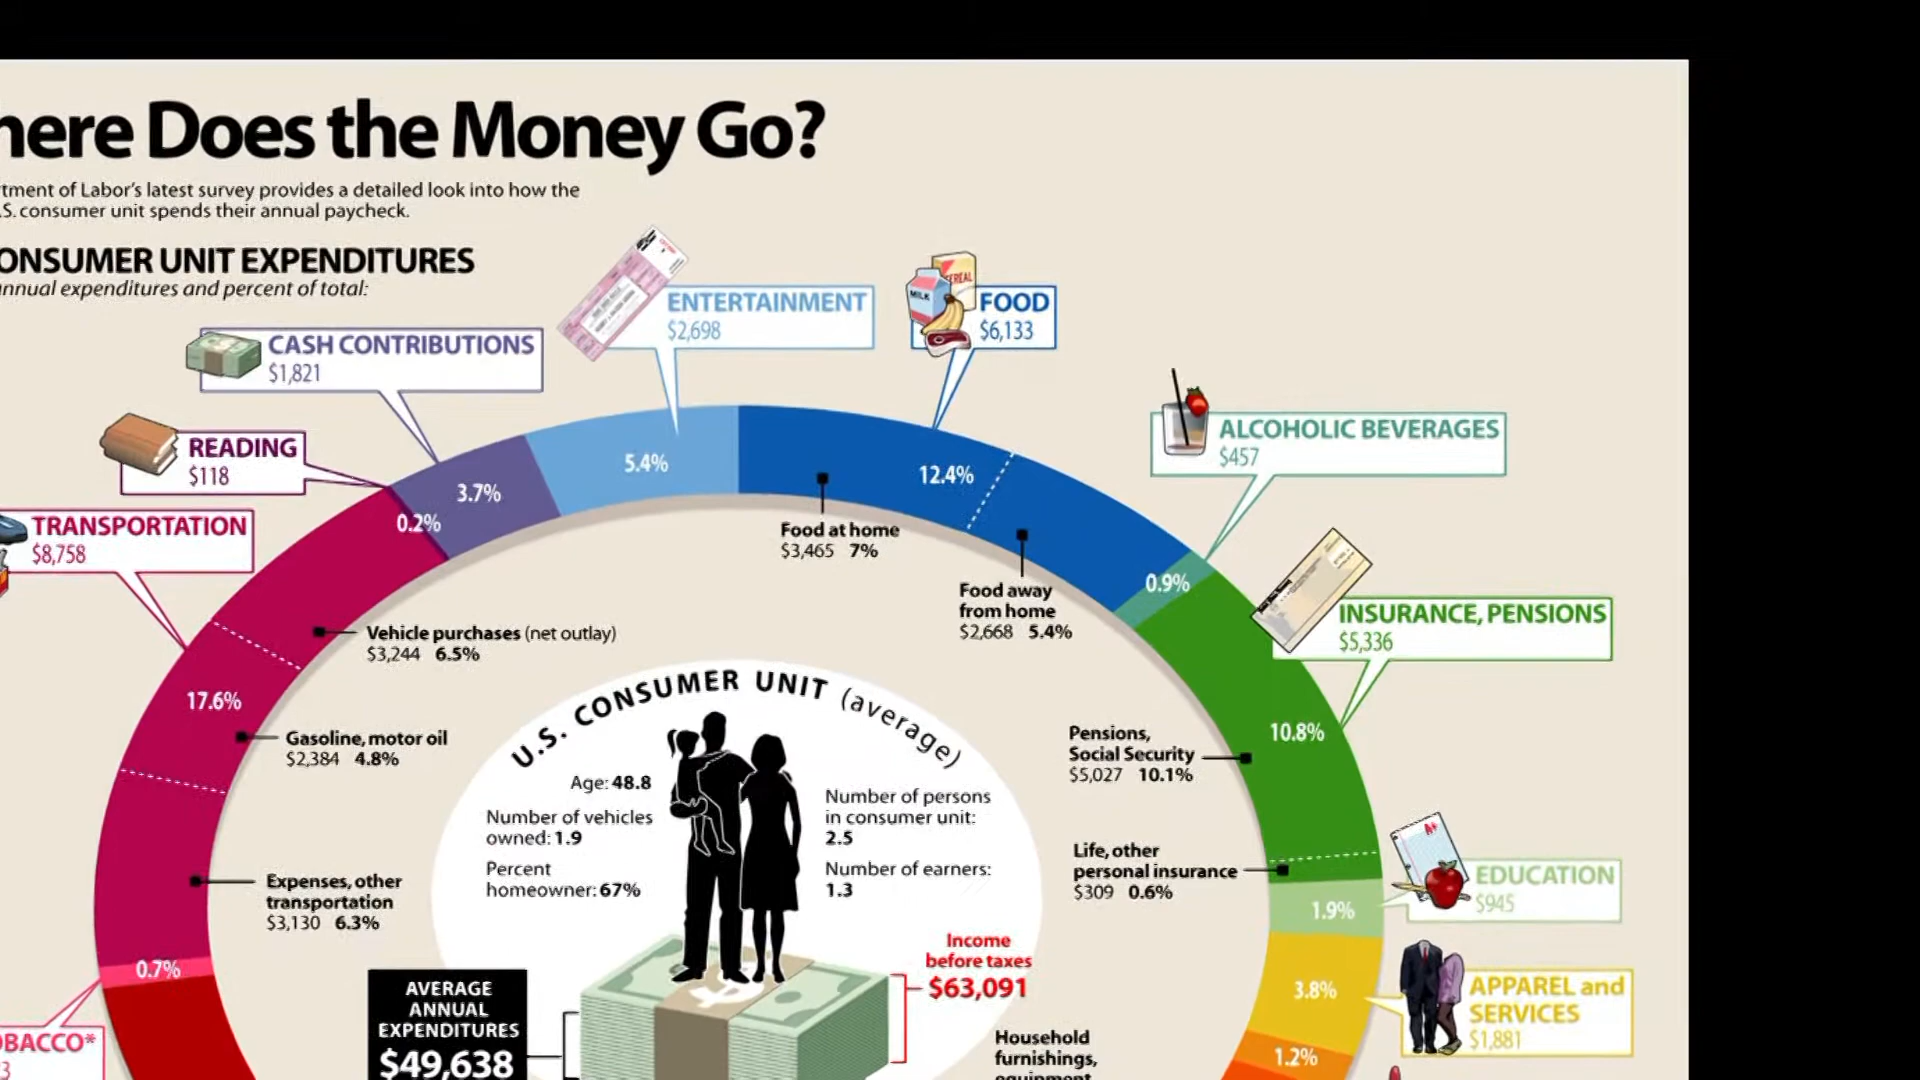 here Does the Money Go?
tment of Labor's latest survey provides a detailed look into how the
.S. consumer unit spends their annual paycheck.
ONSUMER UNIT EXPENDITURES
annual expenditures and percent of total:
ENTERTAINMENT
$2,698
MILK
CEREAL
FOOD
$6,133
CASH CONTRIBUTIONS
$1,821
READING
$118
ALCOHOLIC BEVERAGES
$457
TRANSPORTATION
$8,758
5.4%
12.4%
3.7%
0.2%
Food at home
$3,465 7%
Food away
from home
$2,668 5.4%
0.9%
INSURANCE, PENSIONS
$5,336
Vehicle purchases (net outlay)
$3,244 6.5%
17.6%
Gasoline, motor oil
$2,384 4.8%
10.8%
Pensions,
Social Security
$5,027 10.1%
U.S. CONSUMER UNIT (average)
Age: 48.8
Number of vehicles
owned: 1.9
Percent
homeowner: 67%
Number of persons
in consumer unit:
2.5
Number of earners:
1.3
Life, other
personal insurance
$309 0.6%
A+
EDUCATION
$945
1.9%
Expenses, other
transportation
$3,130 6.3%
0.7%
Income
before taxes
$63,091
AVERAGE
ANNUAL
EXPENDITURES
$49,638
3.8%
APPAREL and
SERVICES
$1,881
OBACCO*
3
Household
furnishings,
equipment
1.2%